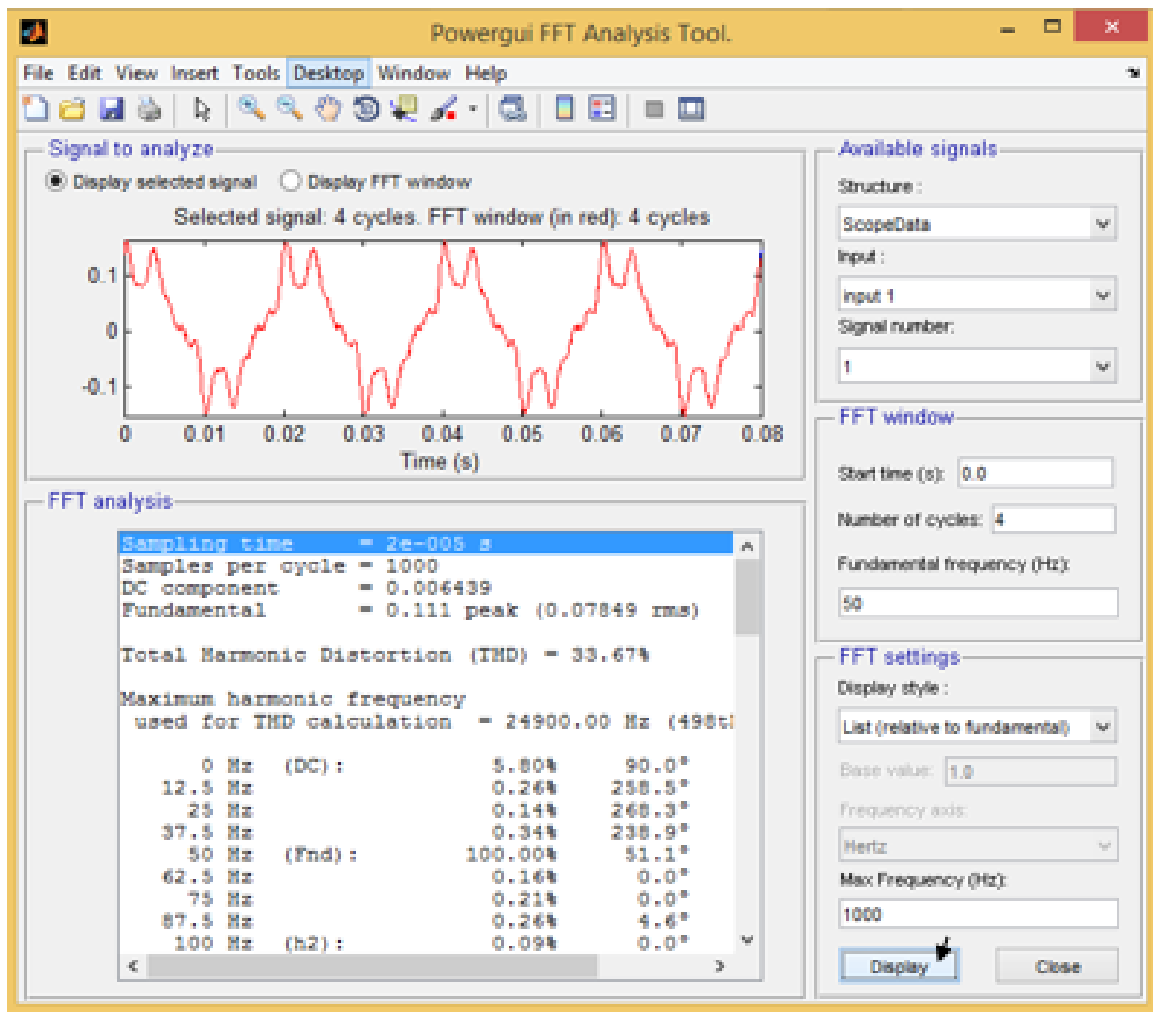 Powergui FFT Analysis Tool.
File Edit View Insert Tools Desktop Window Help
Signal to analyze
Display selected signal Display FFT window
Selected signal: 4 cycles. FFT window (in red): 4 cycles
0.1
0
-0.1
0 0.01 0.02 0.03 0.04 0.05 0.06 0.07 0.08
Time (s)
FFT analysis
Sampling time = 2e-005 s
Samples per cycle = 1000
DC component = 0.006439
Fundamental = 0.111 peak (0.07849 rms)
Total Harmonic Distortion (THD) = 33.67%
Maximum harmonic frequency
used for THD calculation = 24900.00 Hz (498t
0 Hz (DC): 5.80% 90.0°
12.5 Hz 0.26% 258.5°
25 Hz 0.14% 268.3°
37.5 Hz 0.34% 238.9°
50 Hz (Fnd): 100.00% 51.1°
62.5 Hz 0.16% 0.0°
75 Hz 0.21% 0.0°
87.5 Hz 0.26% 4.6°
100 Hz (h2): 0.09% 0.0°
Available signals
Structure :
ScopeData
Input :
input 1
Signal number:
1
FFT window
Start time (s): 0.0
Number of cycles: 4
Fundamental frequency (Hz):
50
FFT settings
Display style :
List (relative to fundamental)
Base value: 1.0
Frequency axis:
Hertz
Max Frequency (Hz):
1000
Display Close